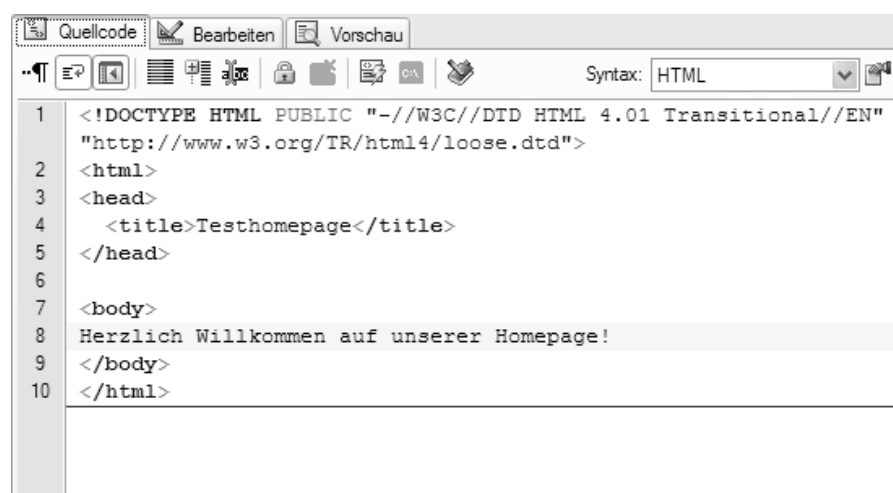 Quellcode Bearbeiten Vorschau
Syntax: HTML
1 <!DOCTYPE HTML PUBLIC "-//W3C//DTD HTML 4.01 Transitional//EN"
"http://www.w3.org/TR/html4/loose.dtd">
2 <html>
3 <head>
4 <title>Testhomepage</title>
5 </head>
6
7 <body>
8 Herzlich Willkommen auf unserer Homepage!
9 </body>
10 </html>